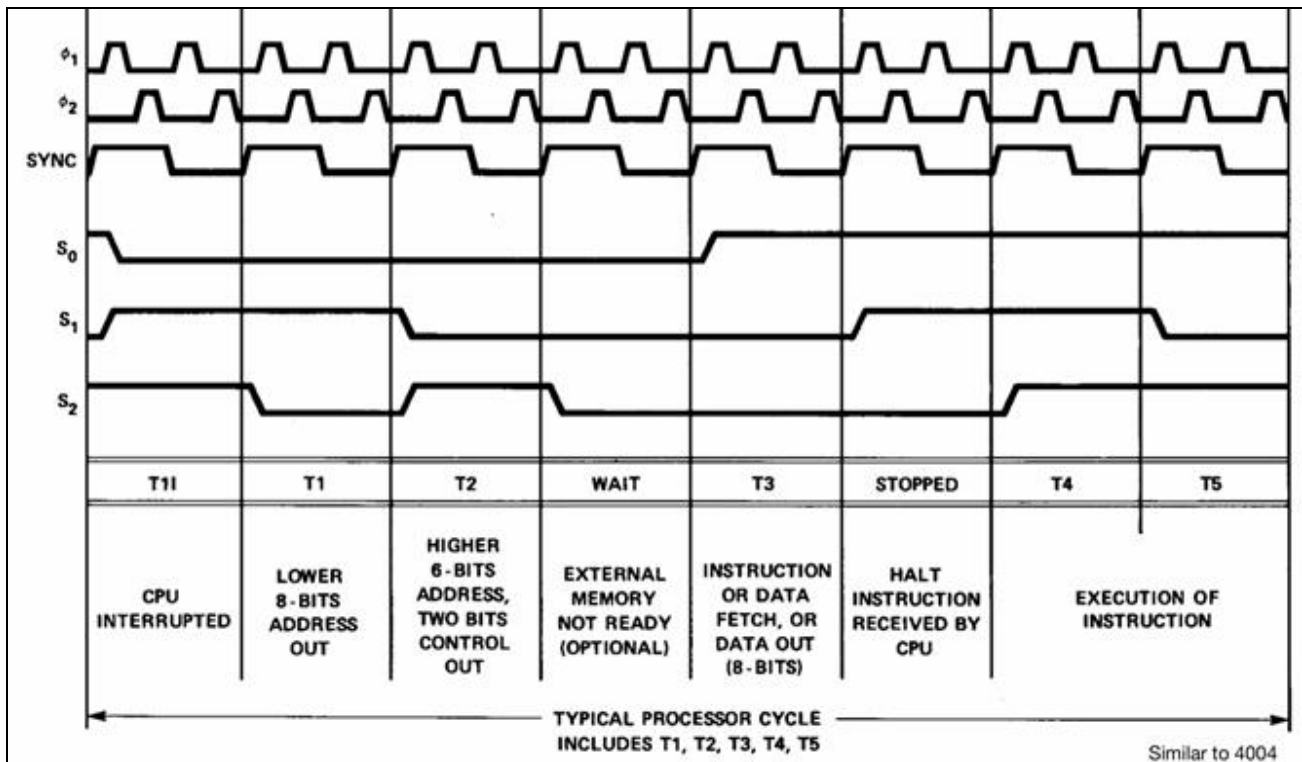 ϕ1
ϕ2
SYNC
S0
S1
S2
T1I T1 T2 WAIT T3 STOPPED T4 T5
CPU
INTERRUPTED
LOWER
8-BITS
ADDRESS
OUT
HIGHER
6-BITS
ADDRESS,
TWO BITS
CONTROL
OUT
EXTERNAL
MEMORY
NOT READY
(OPTIONAL)
INSTRUCTION
OR DATA
FETCH, OR
DATA OUT
(8-BITS)
HALT
INSTRUCTION
RECEIVED BY
CPU
EXECUTION OF
INSTRUCTION
TYPICAL PROCESSOR CYCLE
INCLUDES T1, T2, T3, T4, T5
Similar to 4004